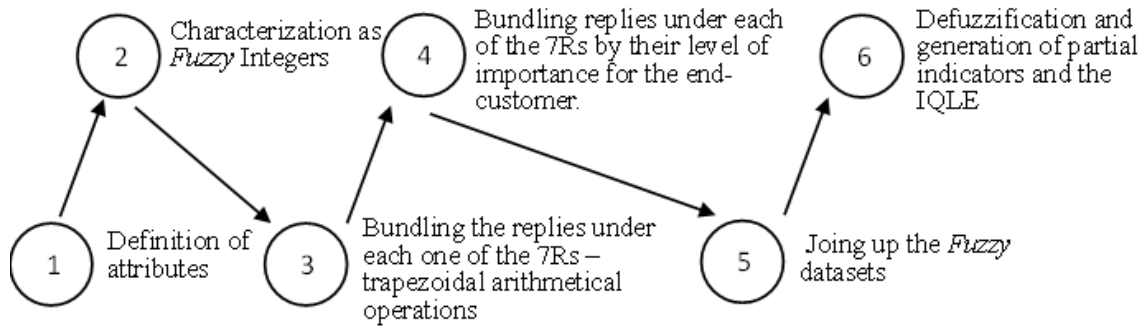 1
Definition of
attributes
2
Characterization as
Fuzzy Integers
3
Bundling the replies under
each one of the 7Rs –
trapezoidal arithmetical
operations
4
Bundling replies under each
of the 7Rs by their level of
importance for the end-
customer.
5
Joing up the Fuzzy
datasets
6
Defuzzification and
generation of partial
indicators and the
IQLE